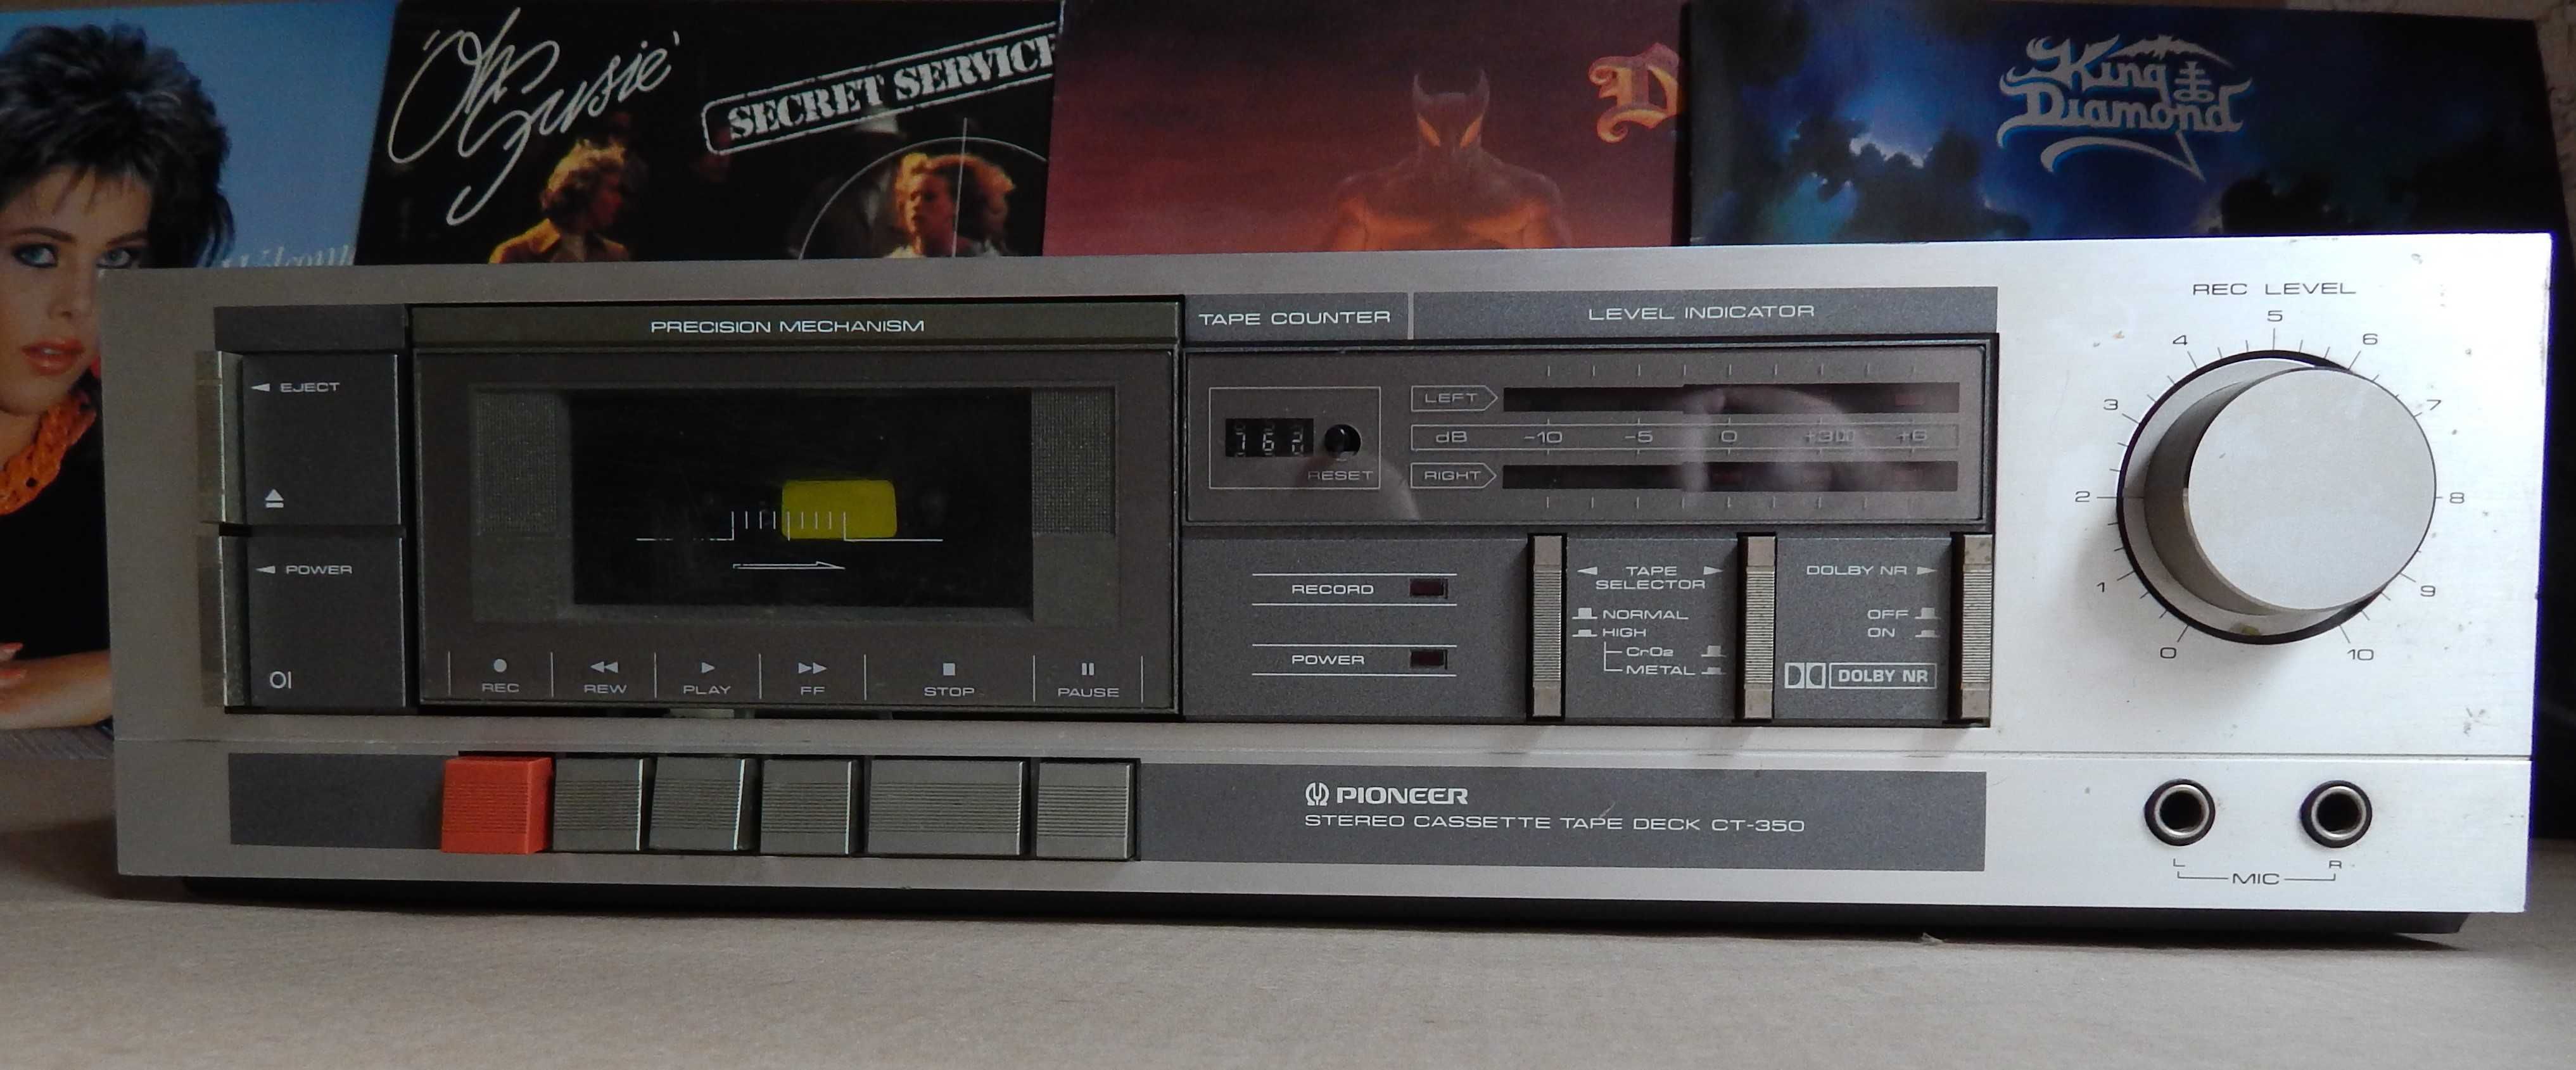 'Oh Susie'
SECRET SERVICE
King Diamond
D
REC LEVEL
0 1 2 3 4 5 6 7 8 9 10
PRECISION MECHANISM
TAPE COUNTER
LEVEL INDICATOR
EJECT
762
RESET
LEFT
dB -10 -5 0 +3 +6
RIGHT
POWER
RECORD
POWER
TAPE
SELECTOR
NORMAL
HIGH
CrO2
METAL
DOLBY NR
OFF
ON
DOLBY NR
REC REW PLAY FF STOP PAUSE
PIONEER
STEREO CASSETTE TAPE DECK CT-350
L R
MIC